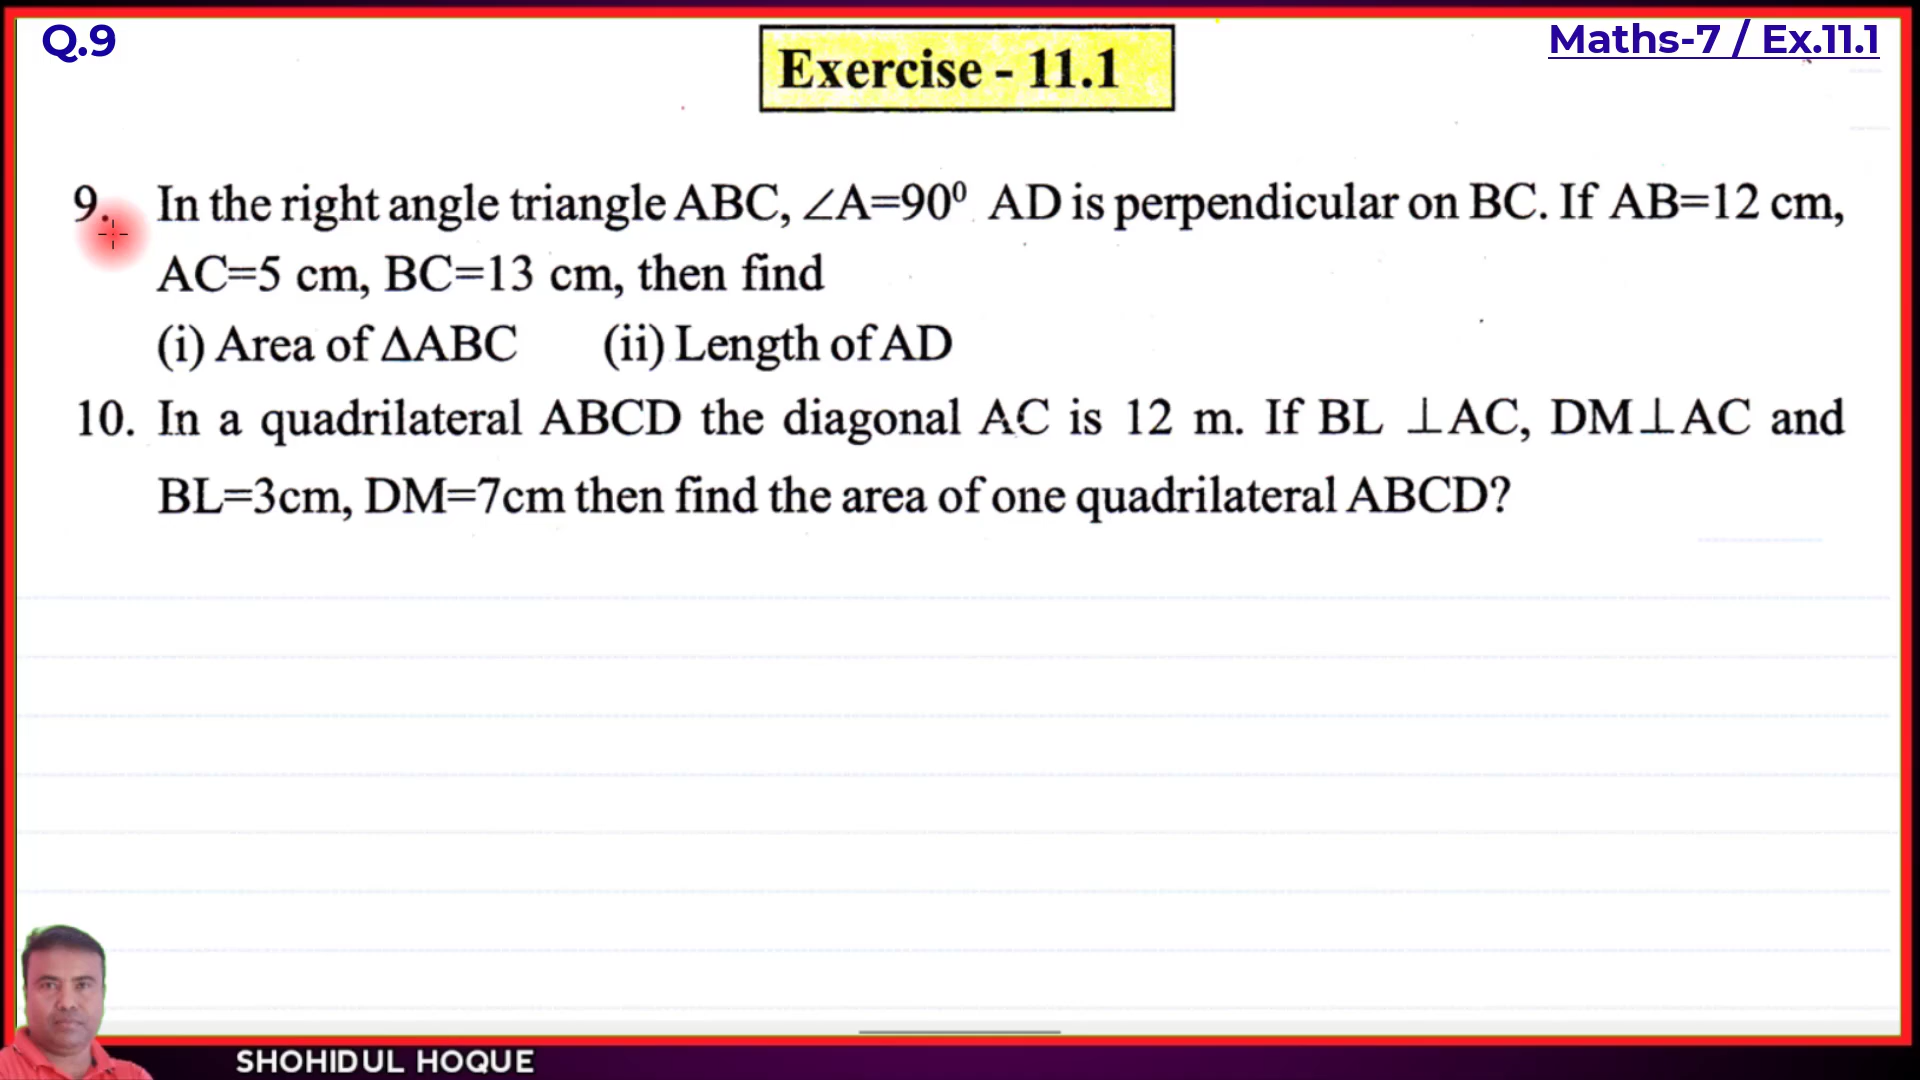 Q.9
Maths-7 / Ex.11.1
Exercise - 11.1
9. In the right angle triangle ABC, ∠A=90⁰ AD is perpendicular on BC. If AB=12 cm,
AC=5 cm, BC=13 cm, then find
(i) Area of ΔABC (ii) Length of AD
10. In a quadrilateral ABCD the diagonal AC is 12 m. If BL ⊥AC, DM⊥AC and
BL=3cm, DM=7cm then find the area of one quadrilateral ABCD?
SHOHIDUL HOQUE